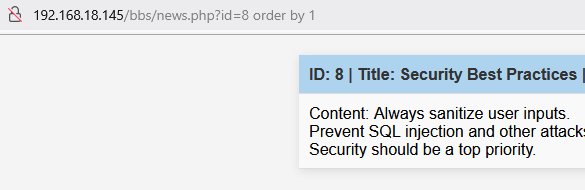 192.168.18.145/bbs/news.php?id=8 order by 1
ID: 8 | Title: Security Best Practices |
Content: Always sanitize user inputs.
Prevent SQL injection and other attacks
Security should be a top priority.